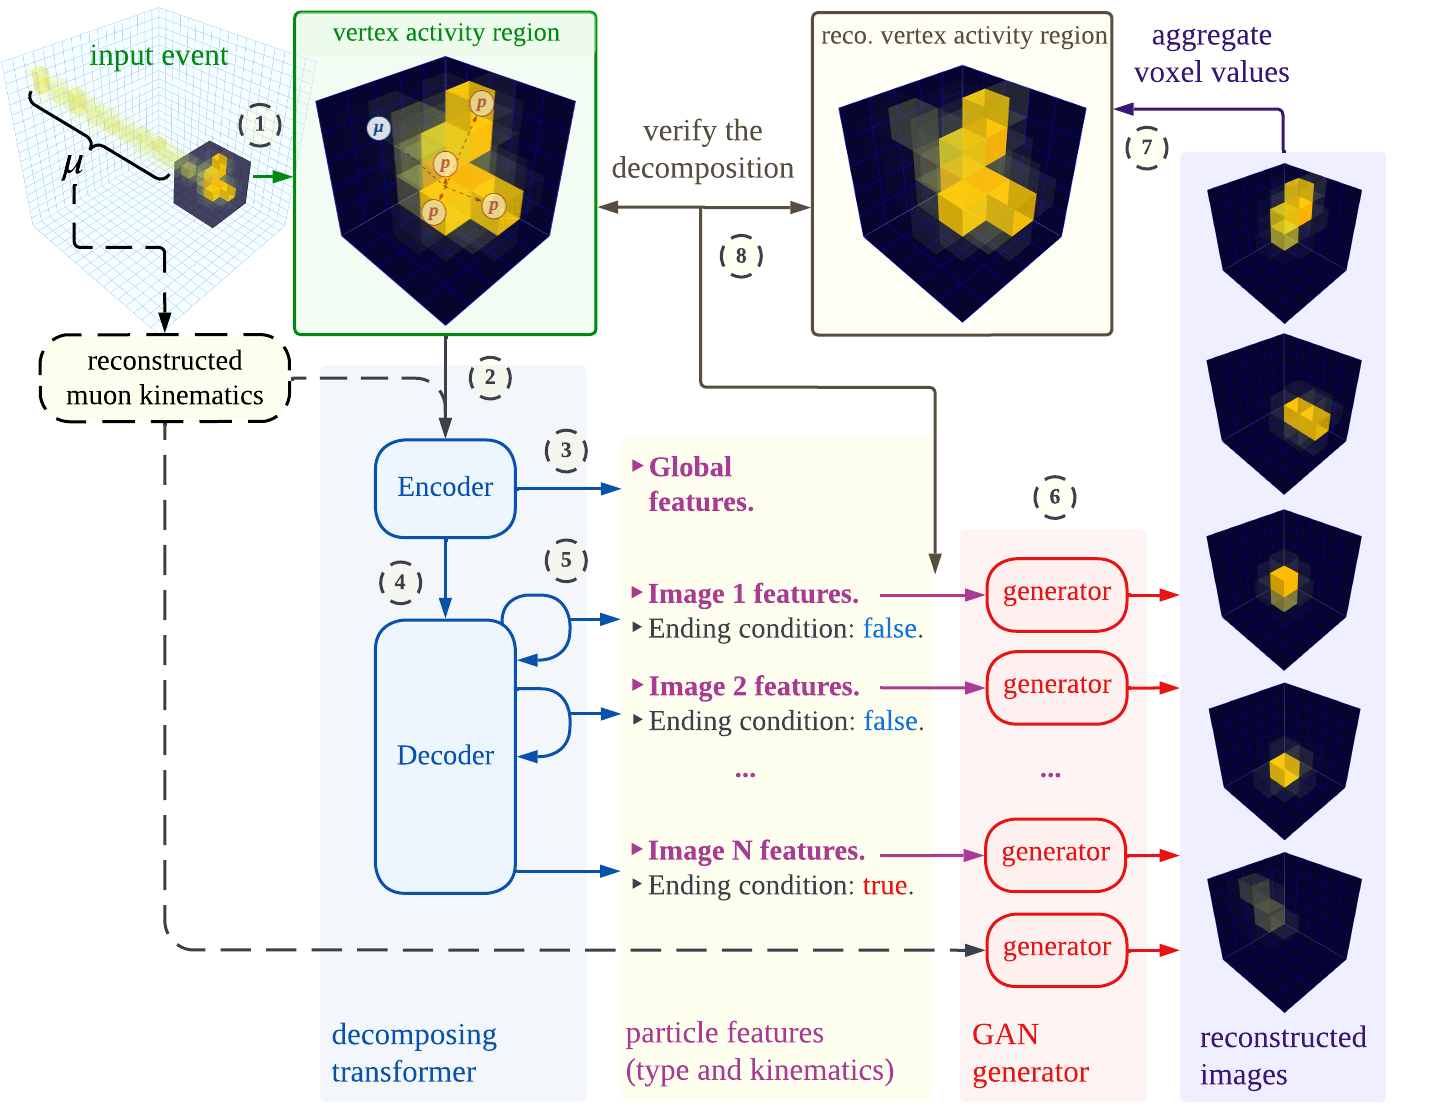 input event
μ
1
vertex activity region
μ
p
p
p
p
verify the
decomposition
8
reco. vertex activity region
aggregate
voxel values
7
reconstructed
muon kinematics
2
Encoder
3
4
5
Decoder
Global
features.
Image 1 features.
Ending condition: false.
Image 2 features.
Ending condition: false.
...
Image N features.
Ending condition: true.
6
generator
generator
...
generator
generator
decomposing
transformer
particle features
(type and kinematics)
GAN
generator
reconstructed
images